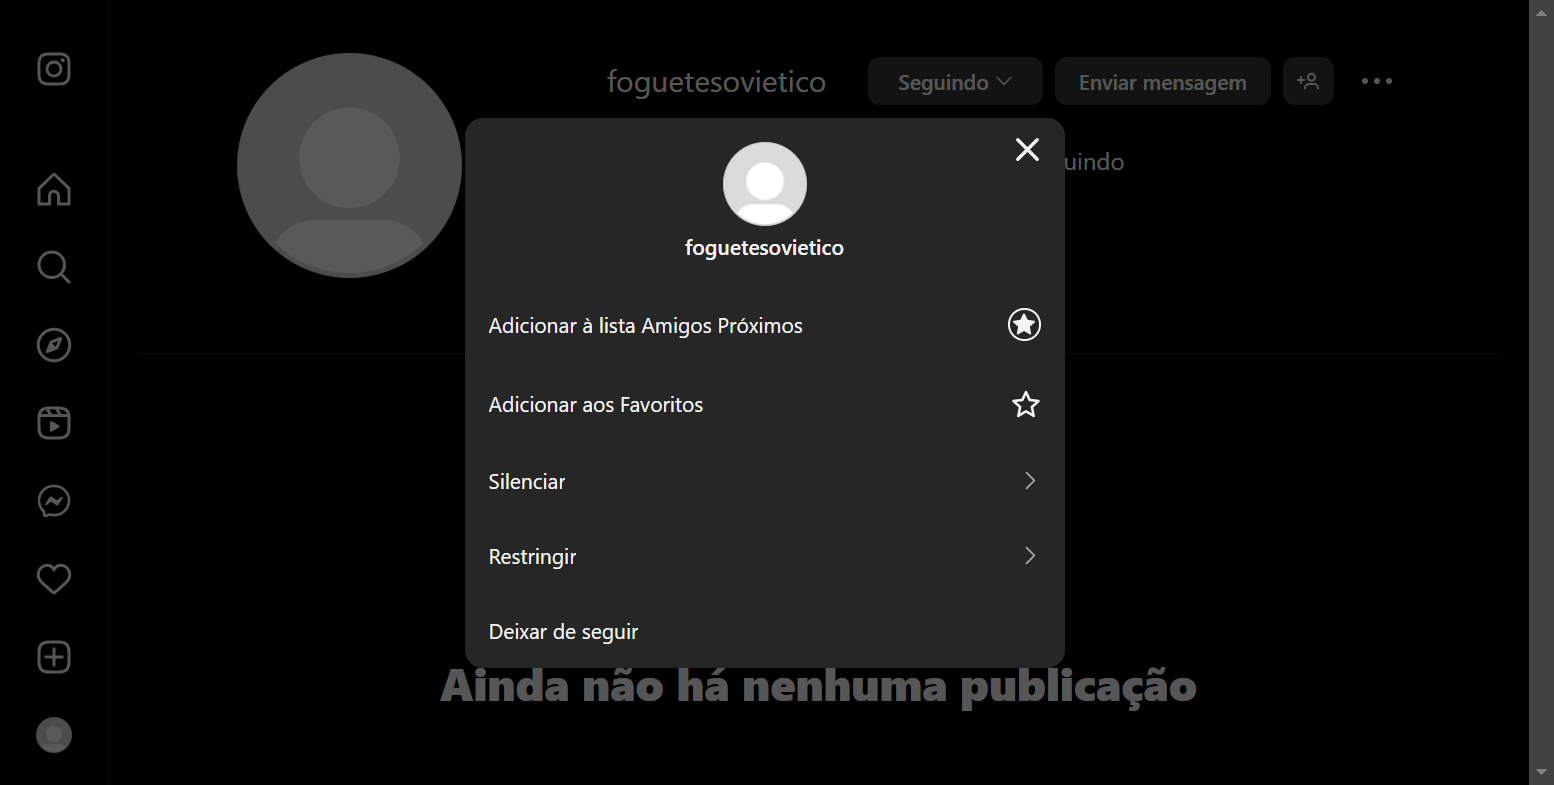 foguetesovietico
Seguindo
Enviar mensagem
uindo
foguetesovietico
Adicionar à lista Amigos Próximos
Adicionar aos Favoritos
Silenciar
Restringir
Deixar de seguir
Ainda não há nenhuma publicação